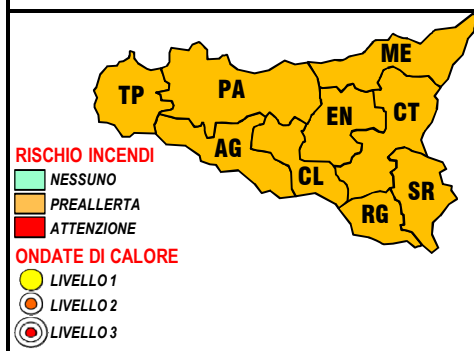 ME
TP
PA
EN
CT
AG
CL
SR
RG
RISCHIO INCENDI
NESSUNO
PREALLERTA
ATTENZIONE
ONDATE DI CALORE
LIVELLO 1
LIVELLO 2
LIVELLO 3